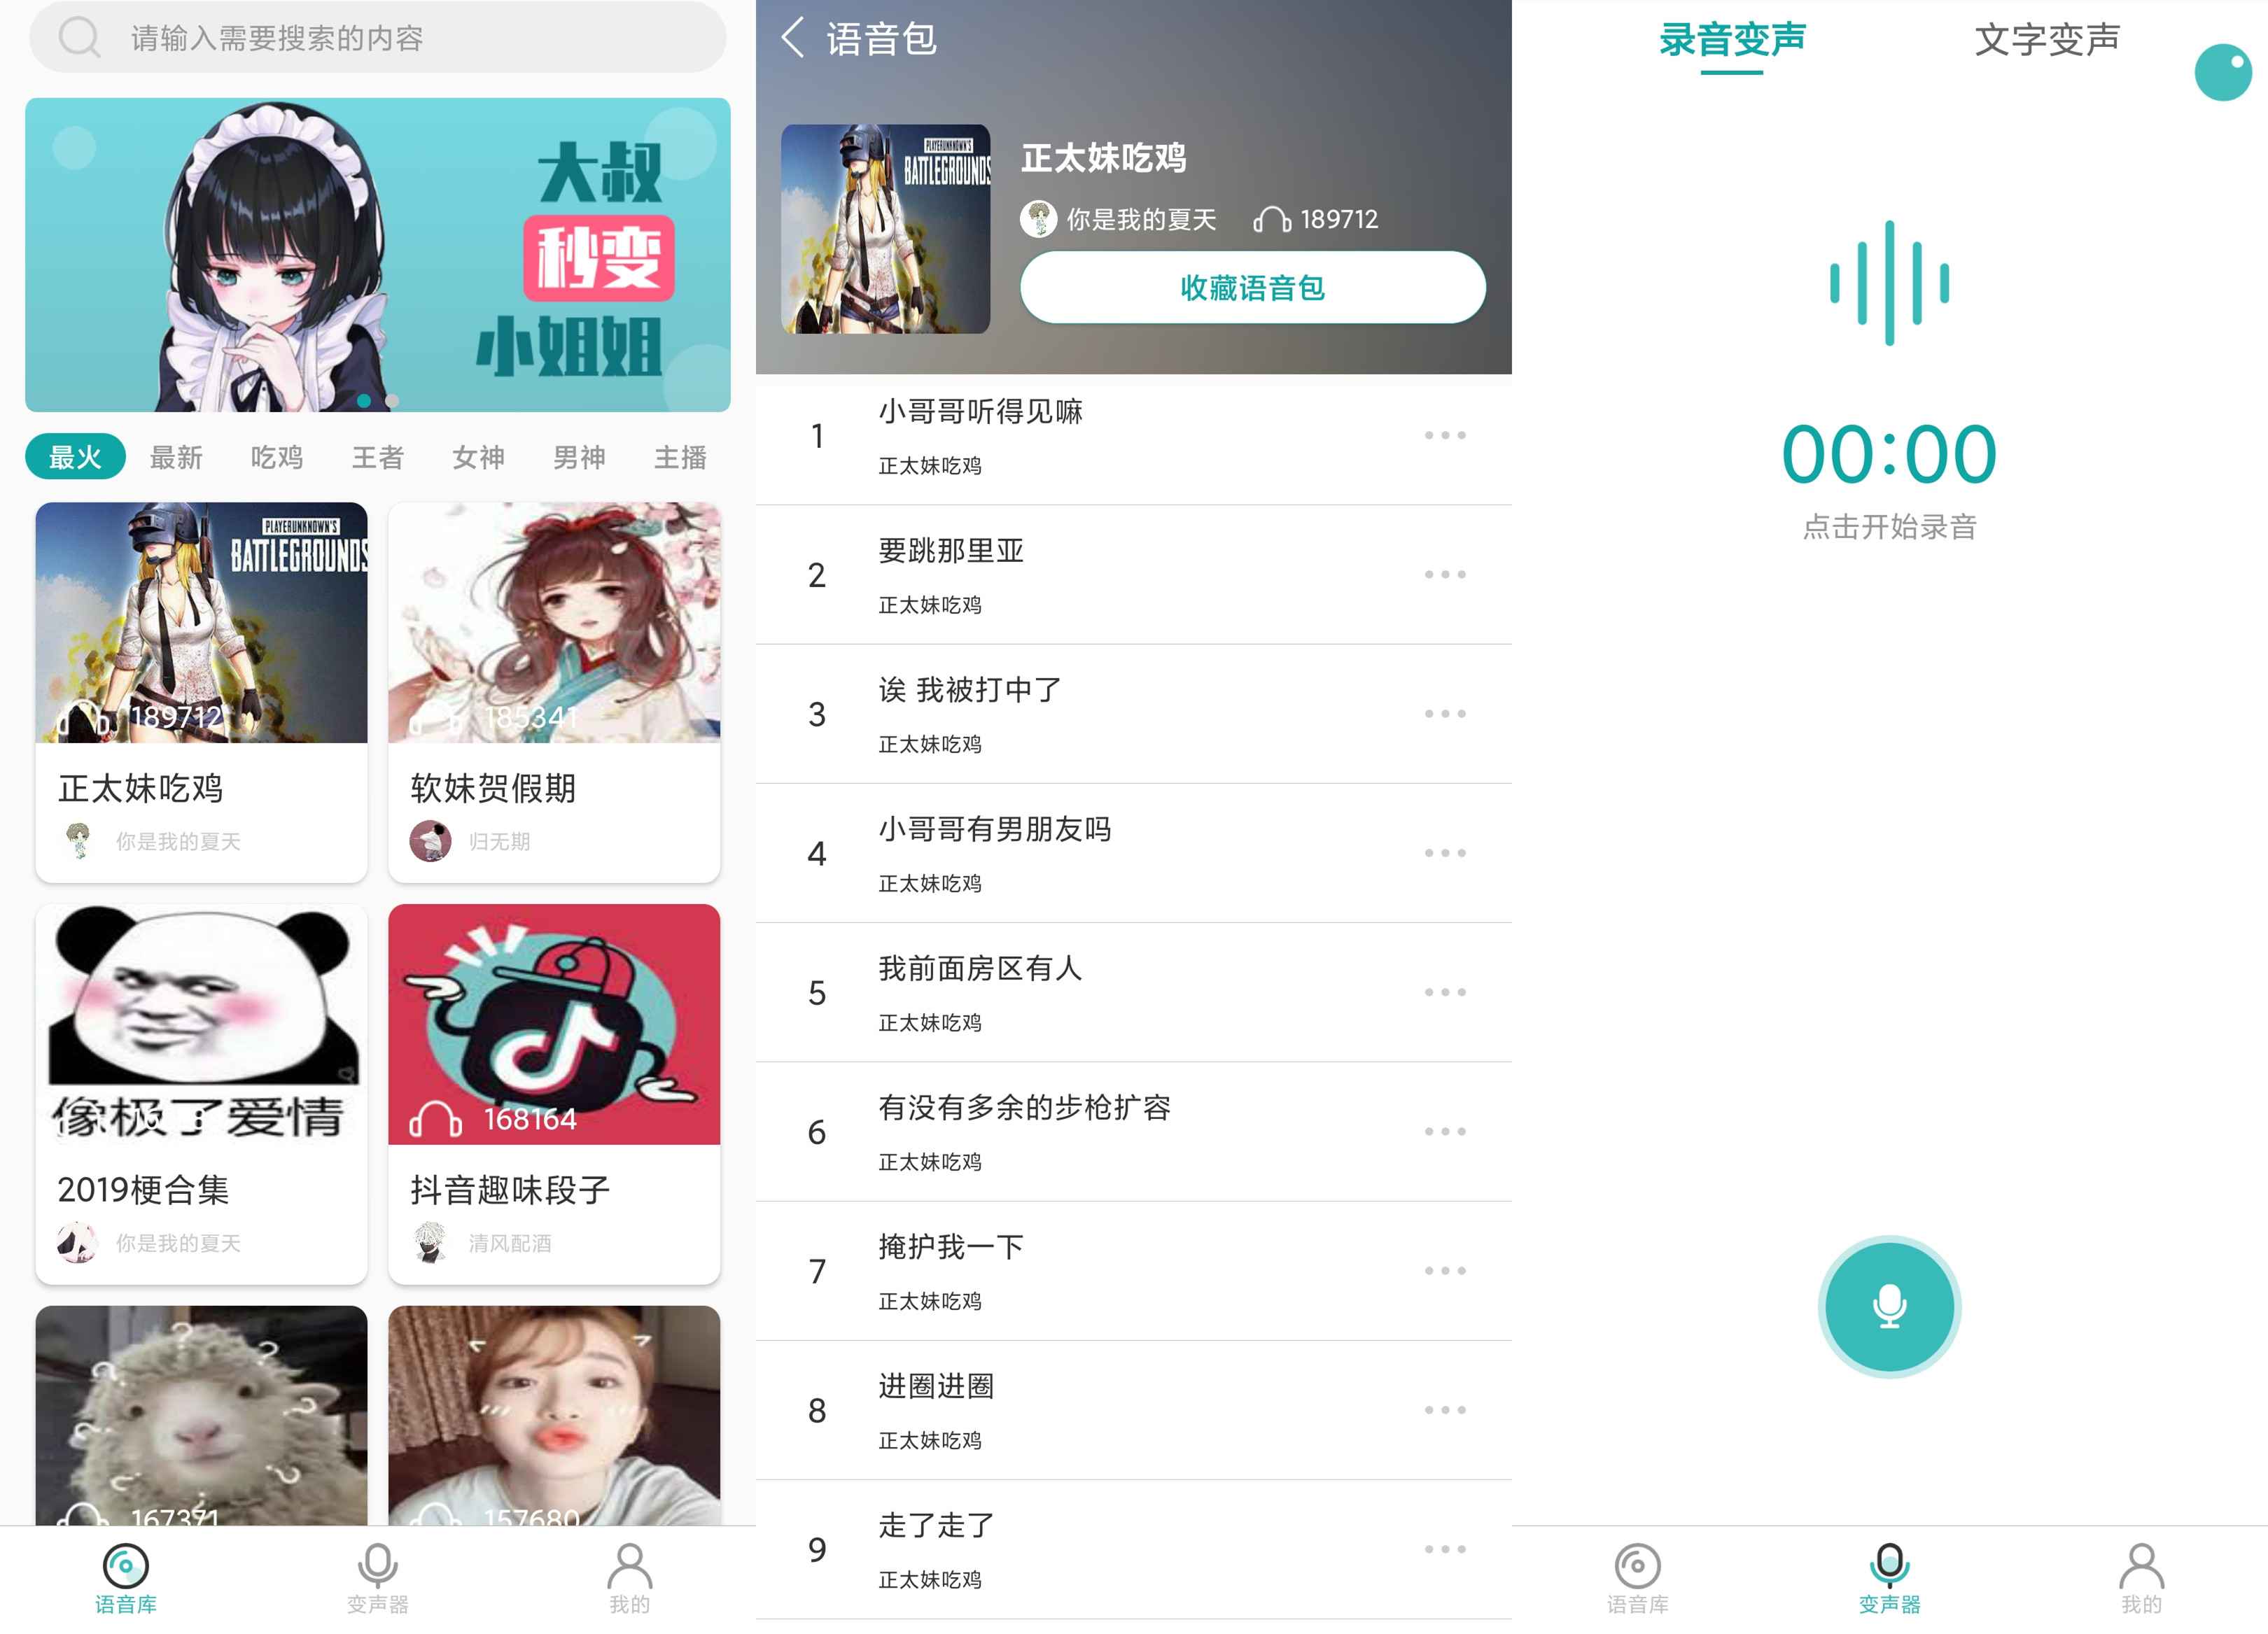 请输入需要搜索的内容
大叔
秒变
小姐姐
最火 最新 吃鸡 王者 女神 男神 主播
PLAYERUNKNOWN'S
BATTLEGROUNDS
189712
185341
正太妹吃鸡
你是我的夏天
软妹贺假期
归无期
像极了爱情
168164
2019梗合集
你是我的夏天
抖音趣味段子
清风配酒
167371
157680
语音库 变声器 我的
语音包
PLAYERUNKNOWN'S
BATTLEGROUNDS
正太妹吃鸡
你是我的夏天 189712
收藏语音包
1 小哥哥听得见嘛
正太妹吃鸡
2 要跳那里亚
正太妹吃鸡
3 诶 我被打中了
正太妹吃鸡
4 小哥哥有男朋友吗
正太妹吃鸡
5 我前面房区有人
正太妹吃鸡
6 有没有多余的步枪扩容
正太妹吃鸡
7 掩护我一下
正太妹吃鸡
8 进圈进圈
正太妹吃鸡
9 走了走了
正太妹吃鸡
录音变声 文字变声
00:00
点击开始录音
语音库 变声器 我的